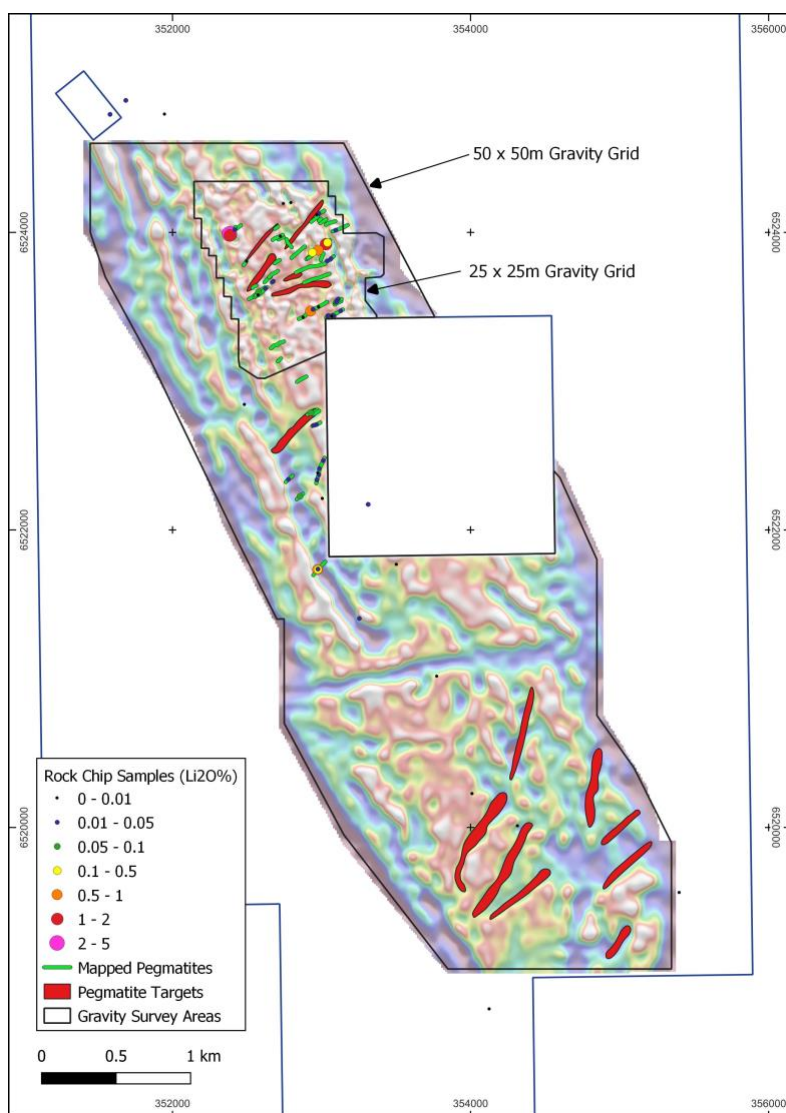 352000
354000
356000
50 x 50m Gravity Grid
6524000
6524000
25 x 25m Gravity Grid
6522000
6522000
Rock Chip Samples (Li2O%)
0 - 0.01
0.01 - 0.05
0.05 - 0.1
0.1 - 0.5
0.5 - 1
1 - 2
2 - 5
Mapped Pegmatites
Pegmatite Targets
Gravity Survey Areas
6520000
6520000
0 0.5 1 km
352000
354000
356000